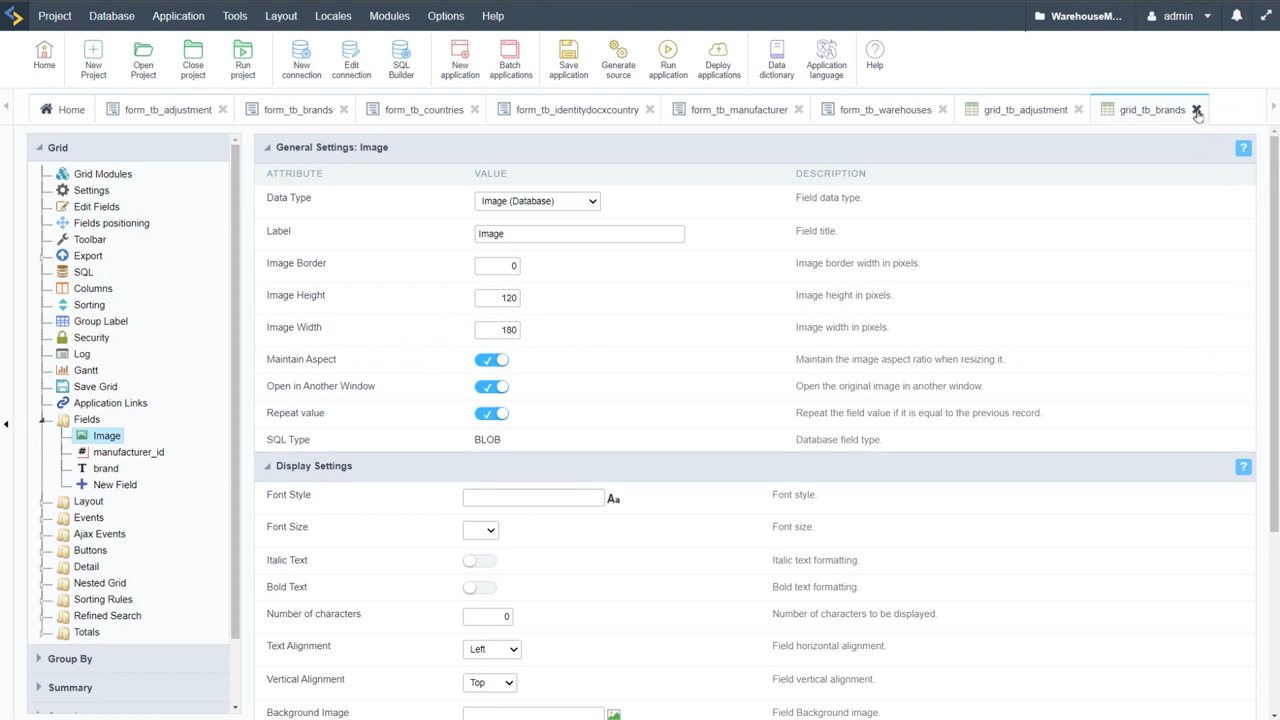 Project Database Application Tools Layout Locales Modules Options Help WarehouseM... admin
Home New Project Open Project Close project Run project New connection Edit connection SQL Builder New application Batch applications Save application Generate source Run application Deploy applications Data dictionary Application language Help
Home form_tb_adjustment form_tb_brands form_tb_countries form_tb_identitydocxcountry form_tb_manufacturer form_tb_warehouses grid_tb_adjustment grid_tb_brands
Grid
Grid Modules
Settings
Edit Fields
Fields positioning
Toolbar
Export
SQL
Columns
Sorting
Group Label
Security
Log
Gantt
Save Grid
Application Links
Fields
Image
manufacturer_id
brand
New Field
Layout
Events
Ajax Events
Buttons
Detail
Nested Grid
Sorting Rules
Refined Search
Totals
Group By
Summary
General Settings: Image ?
ATTRIBUTE VALUE DESCRIPTION
Data Type Image (Database) Field data type.
Label Image Field title.
Image Border 0 Image border width in pixels.
Image Height 120 Image height in pixels.
Image Width 180 Image width in pixels.
Maintain Aspect Maintain the image aspect ratio when resizing it.
Open in Another Window Open the original image in another window.
Repeat value Repeat the field value if it is equal to the previous record.
SQL Type BLOB Database field type.
Display Settings ?
Font Style Aa Font style.
Font Size Font size.
Italic Text Italic text formatting.
Bold Text Bold text formatting.
Number of characters 0 Number of characters to be displayed.
Text Alignment Left Field horizontal alignment.
Vertical Alignment Top Field vertical alignment.
Background Image Field Background image.